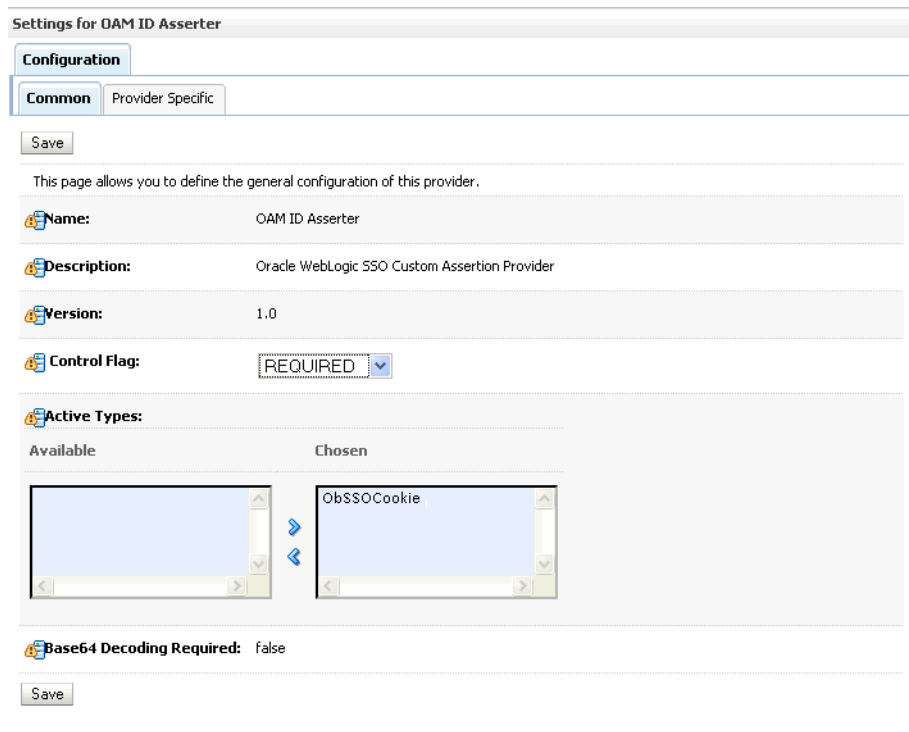 Settings for OAM ID Asserter
Configuration
Common Provider Specific
Save
This page allows you to define the general configuration of this provider.
Name: OAM ID Asserter
Description: Oracle WebLogic SSO Custom Assertion Provider
Version: 1.0
Control Flag: REQUIRED
Active Types:
Available Chosen
ObSSOCookie
Base64 Decoding Required: false
Save